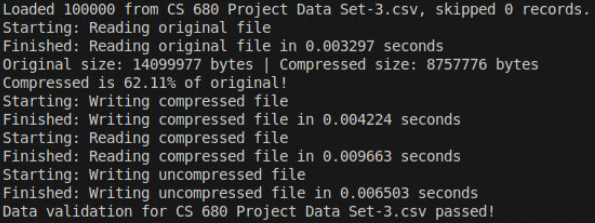 Loaded 100000 from CS 680 Project Data Set-3.csv, skipped 0 records.
Starting: Reading original file
Finished: Reading original file in 0.003297 seconds
Original size: 14099977 bytes | Compressed size: 8757776 bytes
Compressed is 62.11% of original!
Starting: Writing compressed file
Finished: Writing compressed file in 0.004224 seconds
Starting: Reading compressed file
Finished: Reading compressed file in 0.009663 seconds
Starting: Writing uncompressed file
Finished: Writing uncompressed file in 0.006503 seconds
Data validation for CS 680 Project Data Set-3.csv passed!